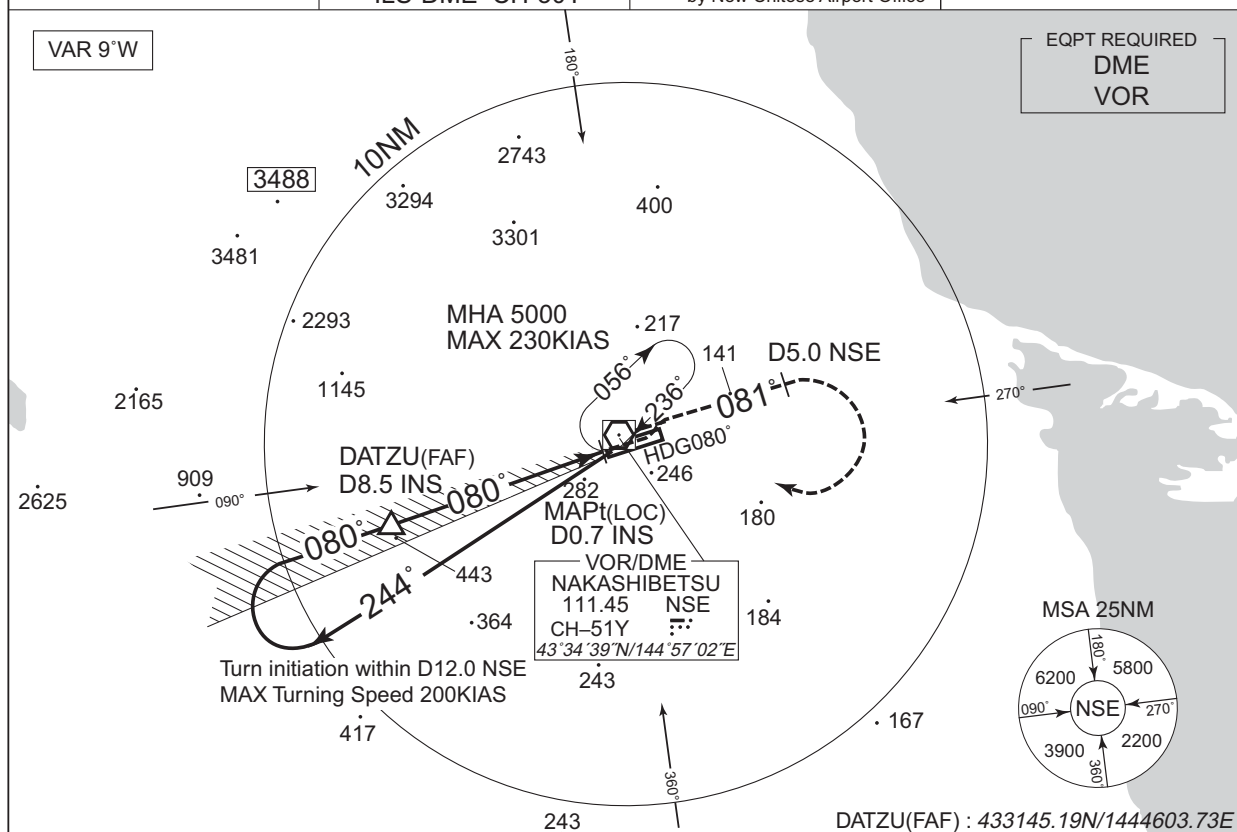 ILS-DME CH-504
by New Chitose Airport Office
VAR 9°W
EQPT REQUIRED
DME
VOR
180°
10NM
2743
3488
3294
400
3301
3481
MHA 5000
MAX 230KIAS
2293
217
141
D5.0 NSE
056°
236°
081°
270°
1145
2165
HDG080°
DATZU(FAF)
D8.5 INS
080°
080°
909
090°
2625
246
282
MAPt(LOC)
D0.7 INS
180
443
244°
364
VOR/DME
NAKASHIBETSU
111.45 NSE
CH–51Y
43°34´39˝N/144°57´02˝E
184
243
Turn initiation within D12.0 NSE
MAX Turning Speed 200KIAS
417
167
MSA 25NM
180°
6200
5800
090°
NSE
270°
3900
2200
360°
360°
243
DATZU(FAF) : 433145.19N/1444603.73E